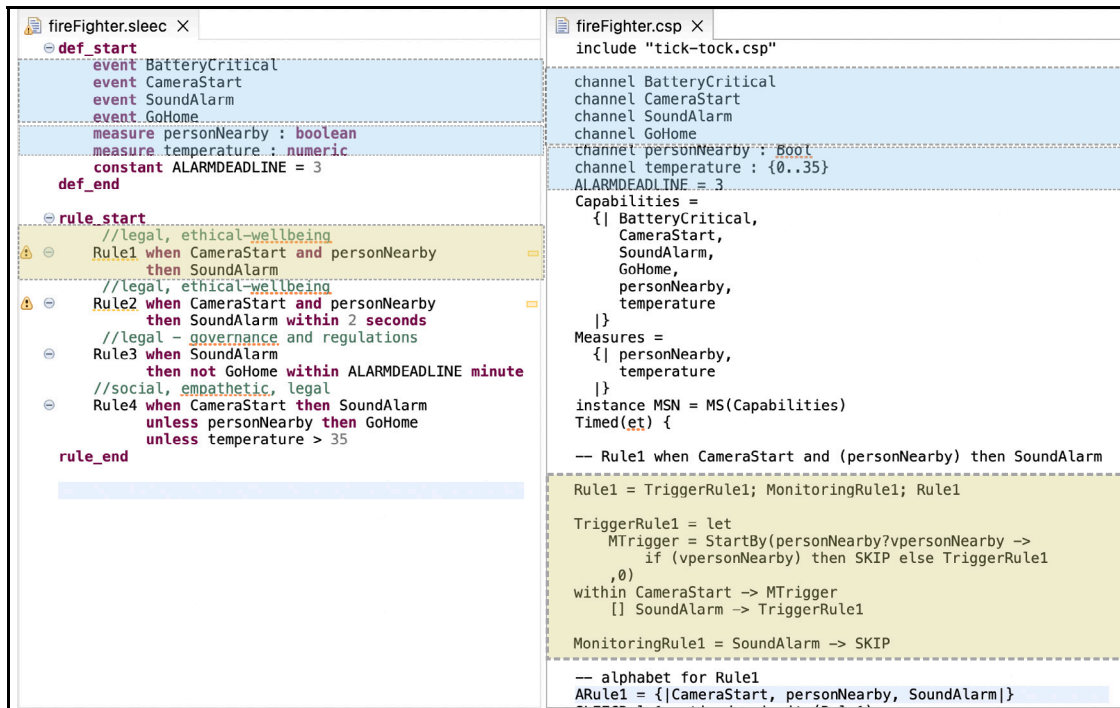 fireFighter.sleec
def_start
event BatteryCritical
event CameraStart
event SoundAlarm
event GoHome
measure personNearby : boolean
measure temperature : numeric
constant ALARMDEADLINE = 3
def_end
rule_start
//legal, ethical-wellbeing
Rule1 when CameraStart and personNearby
then SoundAlarm
//legal, ethical-wellbeing
Rule2 when CameraStart and personNearby
then SoundAlarm within 2 seconds
//legal - governance and regulations
Rule3 when SoundAlarm
then not GoHome within ALARMDEADLINE minute
//social, empathetic, legal
Rule4 when CameraStart then SoundAlarm
unless personNearby then GoHome
unless temperature > 35
rule_end
fireFighter.csp
include "tick-tock.csp"
channel BatteryCritical
channel CameraStart
channel SoundAlarm
channel GoHome
channel personNearby : Bool
channel temperature : {0..35}
ALARMDEADLINE = 3
Capabilities =
{| BatteryCritical,
CameraStart,
SoundAlarm,
GoHome,
personNearby,
temperature
|}
Measures =
{| personNearby,
temperature
|}
instance MSN = MS(Capabilities)
Timed(et) {
-- Rule1 when CameraStart and (personNearby) then SoundAlarm
Rule1 = TriggerRule1; MonitoringRule1; Rule1
TriggerRule1 = let
MTrigger = StartBy(personNearby?vpersonNearby ->
if (vpersonNearby) then SKIP else TriggerRule1
,0)
within CameraStart -> MTrigger
[] SoundAlarm -> TriggerRule1
MonitoringRule1 = SoundAlarm -> SKIP
-- alphabet for Rule1
ARule1 = {|CameraStart, personNearby, SoundAlarm|}